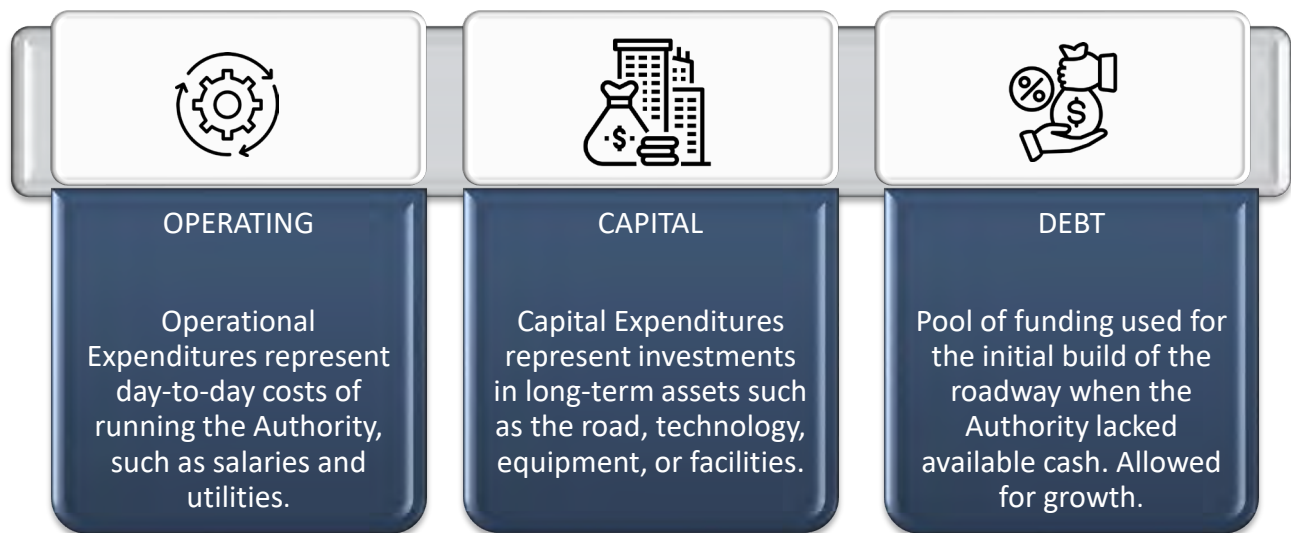 %
$
$
OPERATING
Operational
Expenditures represent
day-to-day costs of
running the Authority,
such as salaries and
utilities.
CAPITAL
Capital Expenditures
represent investments
in long-term assets such
as the road, technology,
equipment, or facilities.
DEBT
Pool of funding used for
the initial build of the
roadway when the
Authority lacked
available cash. Allowed
for growth.